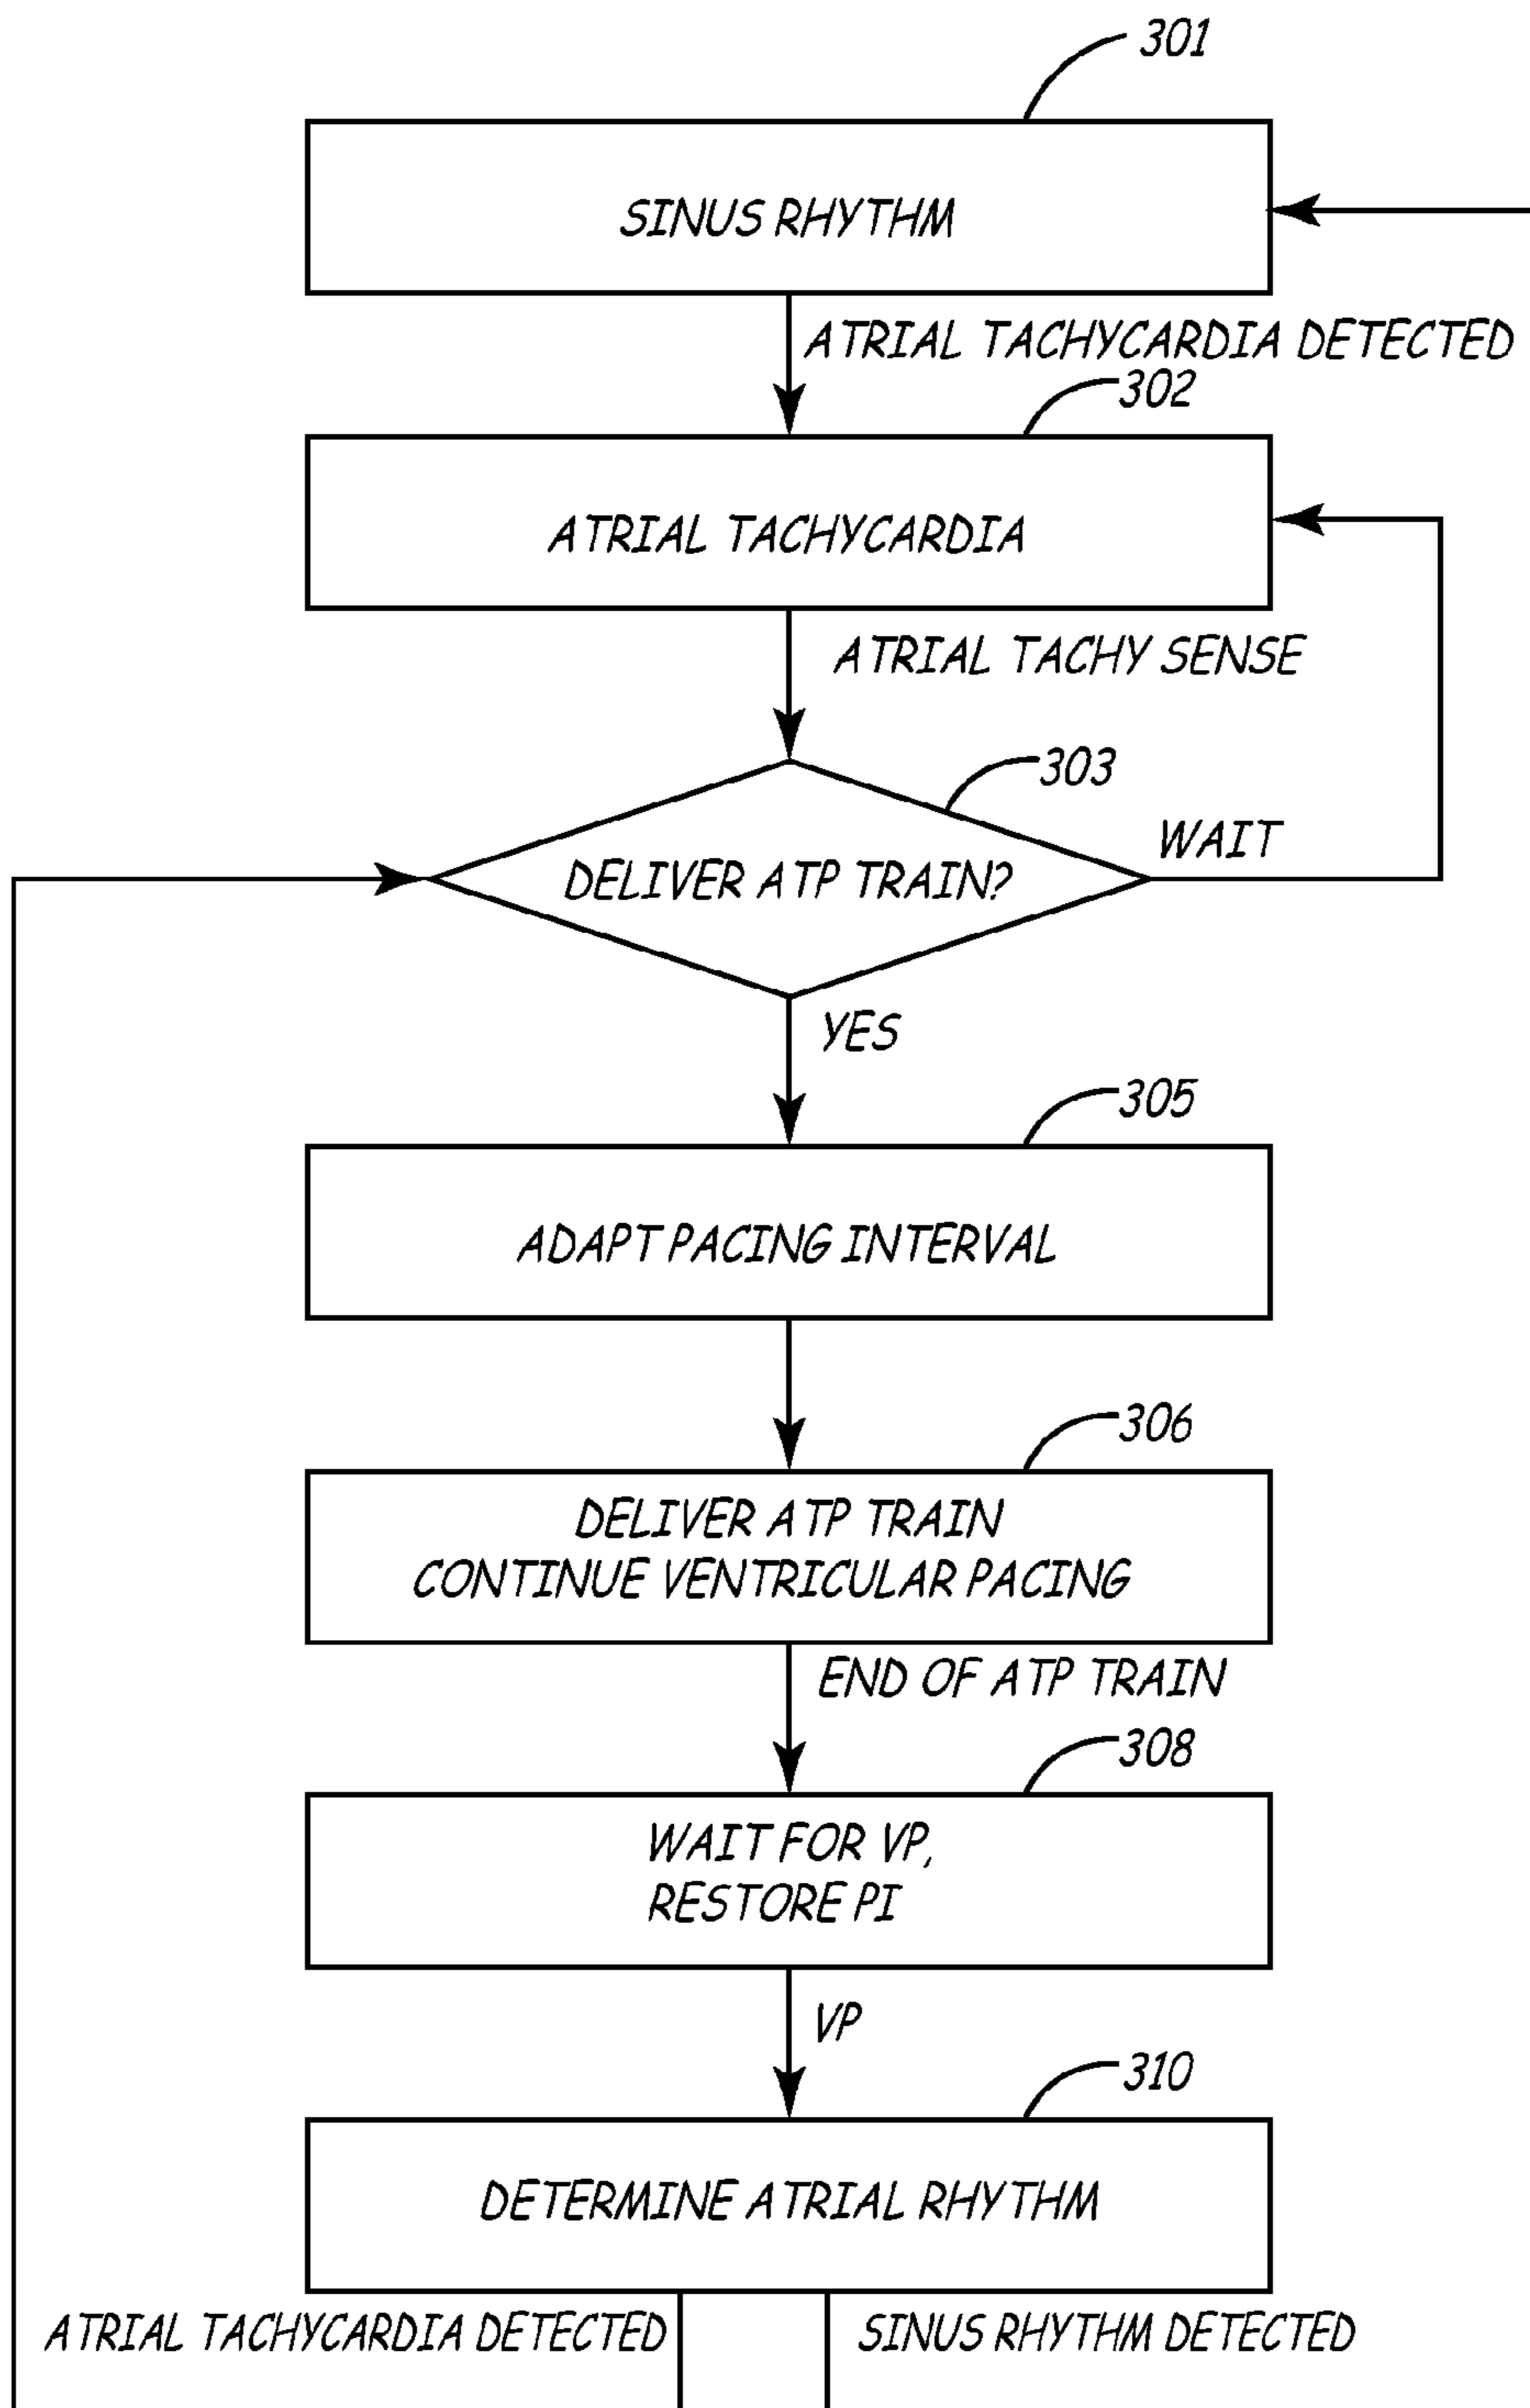 301
SINUS RHYTHM
ATRIAL TACHYCARDIA DETECTED
302
ATRIAL TACHYCARDIA
ATRIAL TACHY SENSE
303
WAIT
DELIVER ATP TRAIN?
YES
305
ADAPT PACING INTERVAL
306
DELIVER ATP TRAIN
CONTINUE VENTRICULAR PACING
END OF ATP TRAIN
308
WAIT FOR VP,
RESTORE PI
VP
310
DETERMINE ATRIAL RHYTHM
ATRIAL TACHYCARDIA DETECTED
SINUS RHYTHM DETECTED